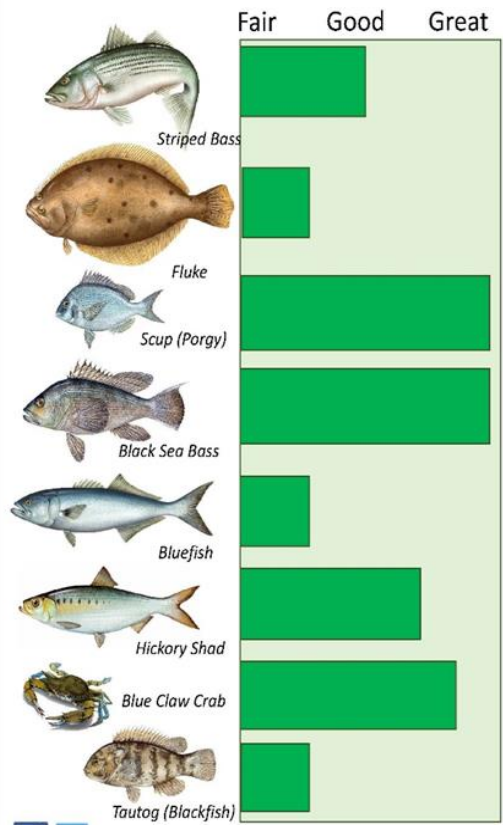 Fair Good Great
Striped Bass
Fluke
Scup (Porgy)
Black Sea Bass
Bluefish
Hickory Shad
Blue Claw Crab
Tautog (Blackfish)